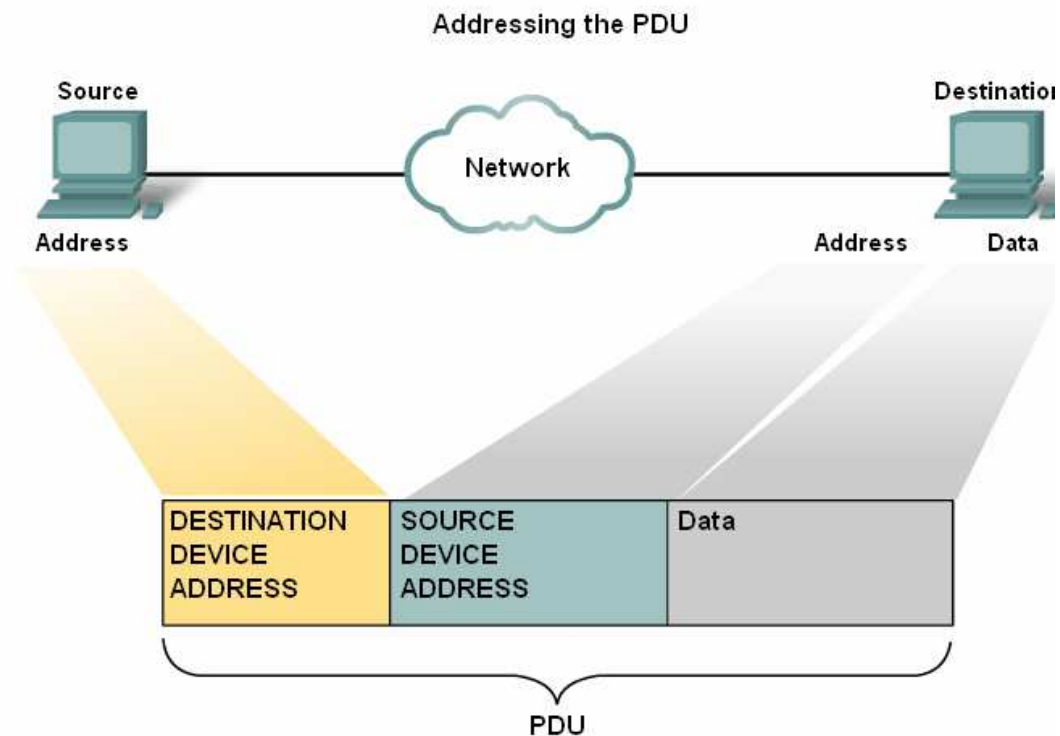 Addressing the PDU
Source
Destination
Network
Address
Address
Data
DESTINATION
DEVICE
ADDRESS
SOURCE
DEVICE
ADDRESS
Data
PDU